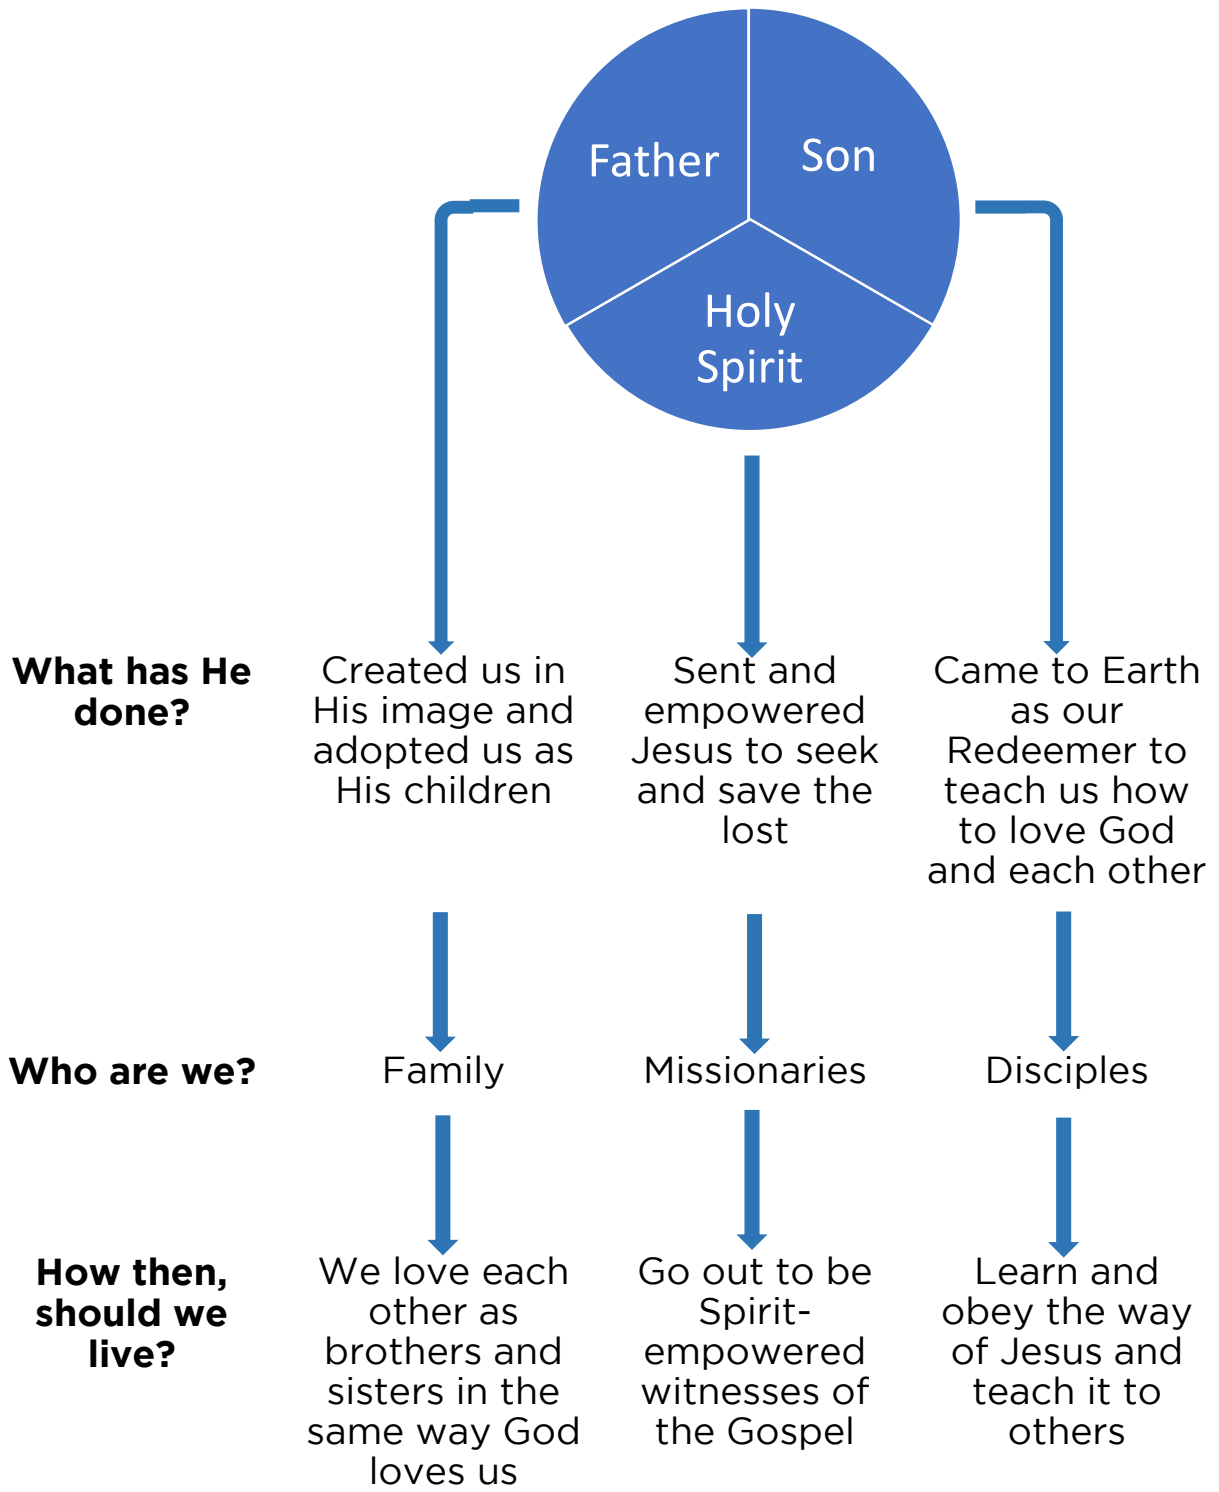 Father
Son
Holy
Spirit
What has He
done?
Created us in
His image and
adopted us as
His children
Sent and
empowered
Jesus to seek
and save the
lost
Came to Earth
as our
Redeemer to
teach us how
to love God
and each other
Who are we?
Family
Missionaries
Disciples
How then,
should we
live?
We love each
other as
brothers and
sisters in the
same way God
loves us
Go out to be
Spirit-
empowered
witnesses of
the Gospel
Learn and
obey the way
of Jesus and
teach it to
others